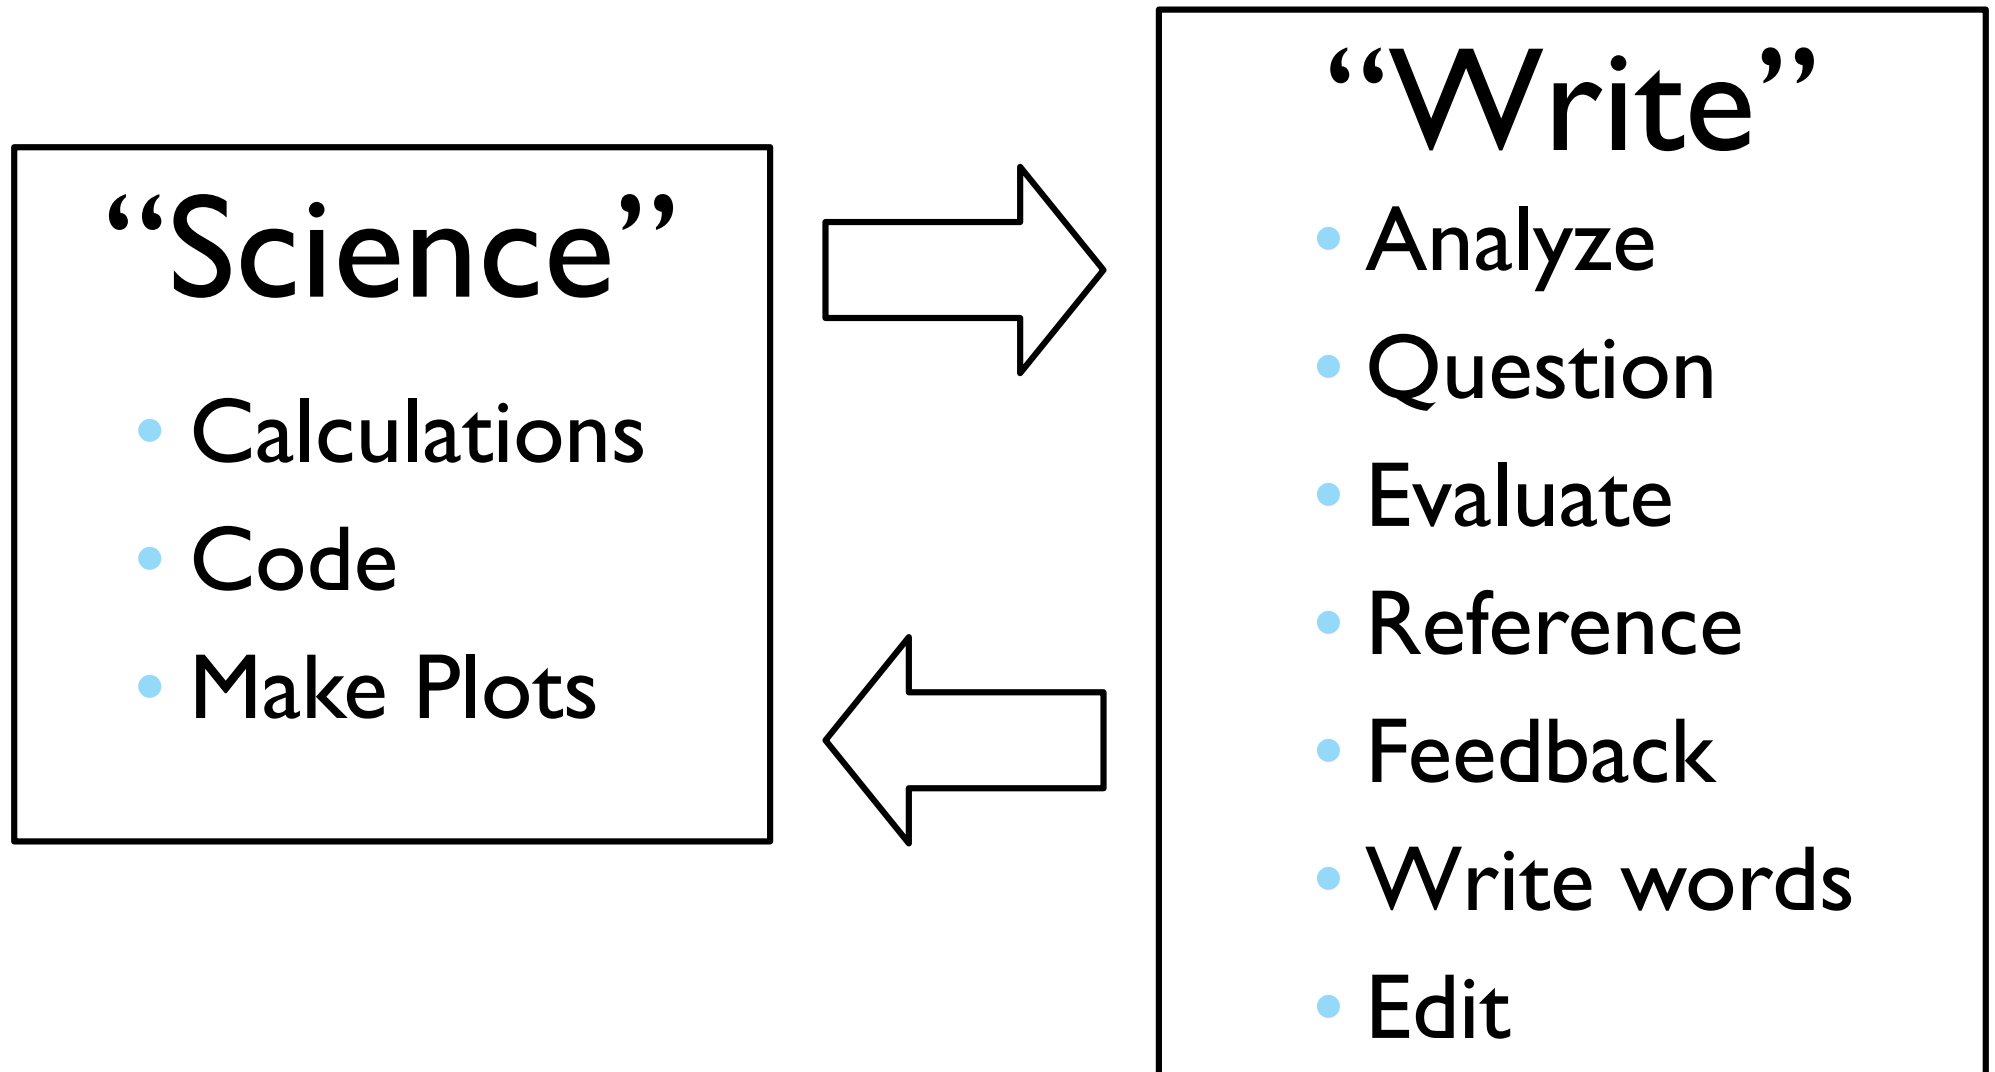 “Science”
• Calculations
• Code
• Make Plots
“Write”
• Analyze
• Question
• Evaluate
• Reference
• Feedback
• Write words
• Edit